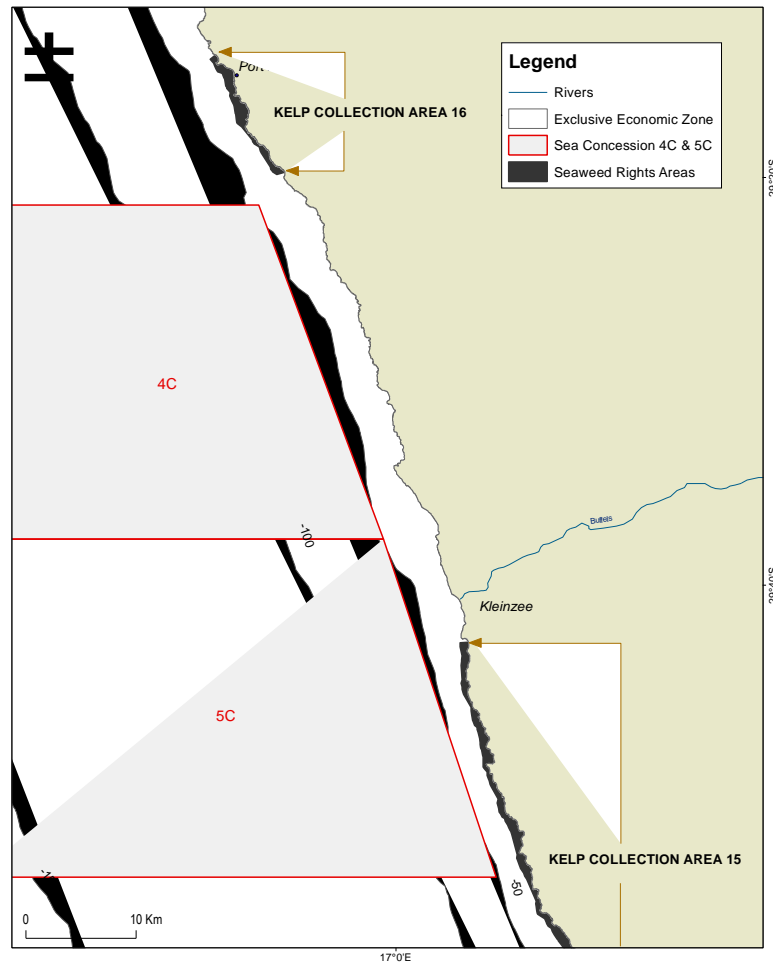 Legend
Rivers
Exclusive Economic Zone
Sea Concession 4C & 5C
Seaweed Rights Areas
Port
KELP COLLECTION AREA 16
4C
-100
Buffels
Kleinzee
5C
KELP COLLECTION AREA 15
-50
0 10 Km
17°0'E